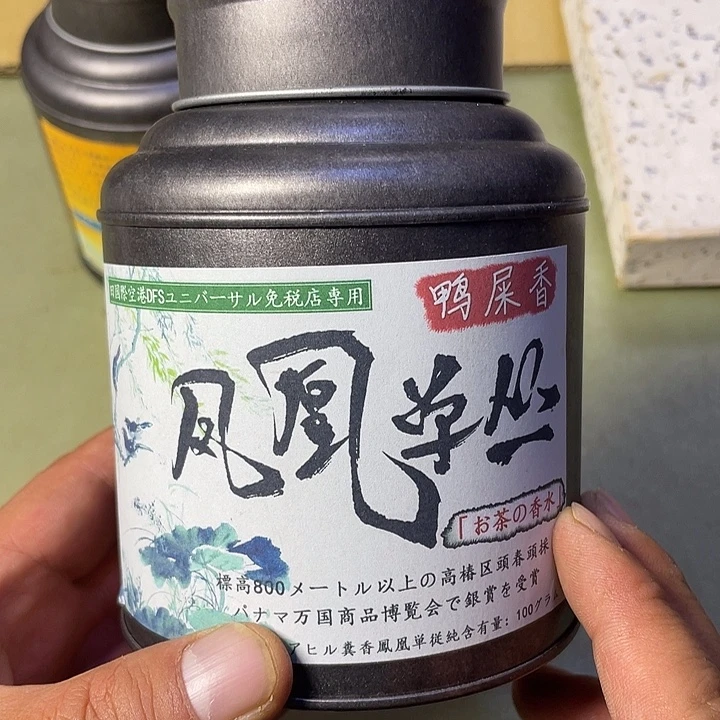 田國際空港DFSユニバーサル免税店専用
鸭屎香
凤凰单丛
「お茶の香水
標高800メートル以上の高椿区頭春頭採
パナマ万国商品博覧会で銀賞を受賞
アヒル糞香鳳凰単従純含有量：100グラム